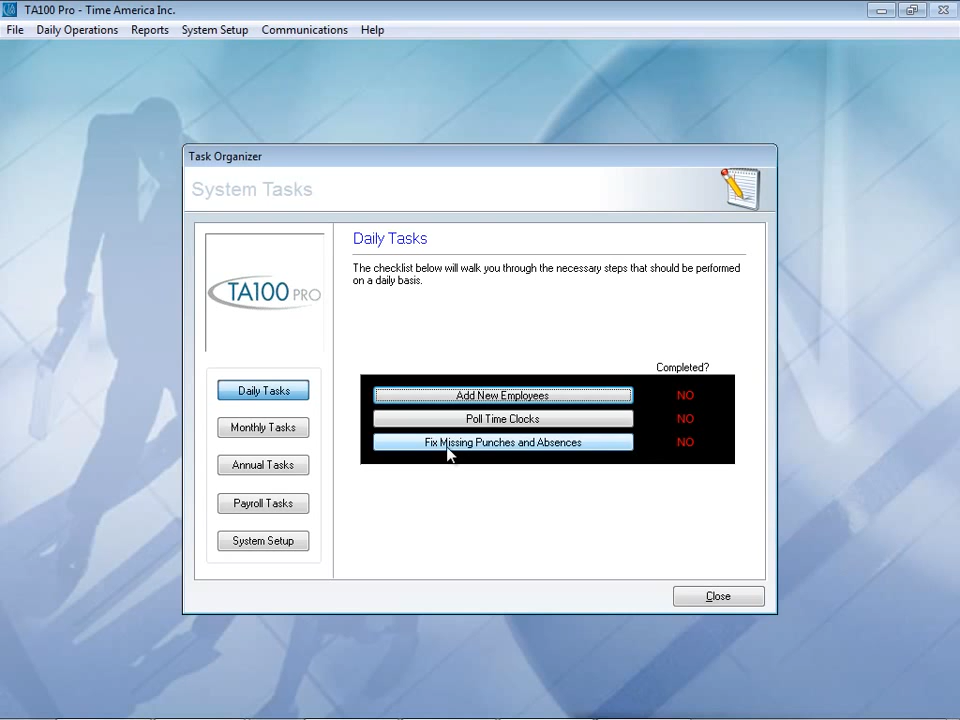 TA100 Pro - Time America Inc.
File Daily Operations Reports System Setup Communications Help
Task Organizer
System Tasks
TA100 PRO
Daily Tasks
Monthly Tasks
Annual Tasks
Payroll Tasks
System Setup
Daily Tasks
The checklist below will walk you through the necessary steps that should be performed
on a daily basis.
Completed?
Add New Employees NO
Poll Time Clocks NO
Fix Missing Punches and Absences NO
Close